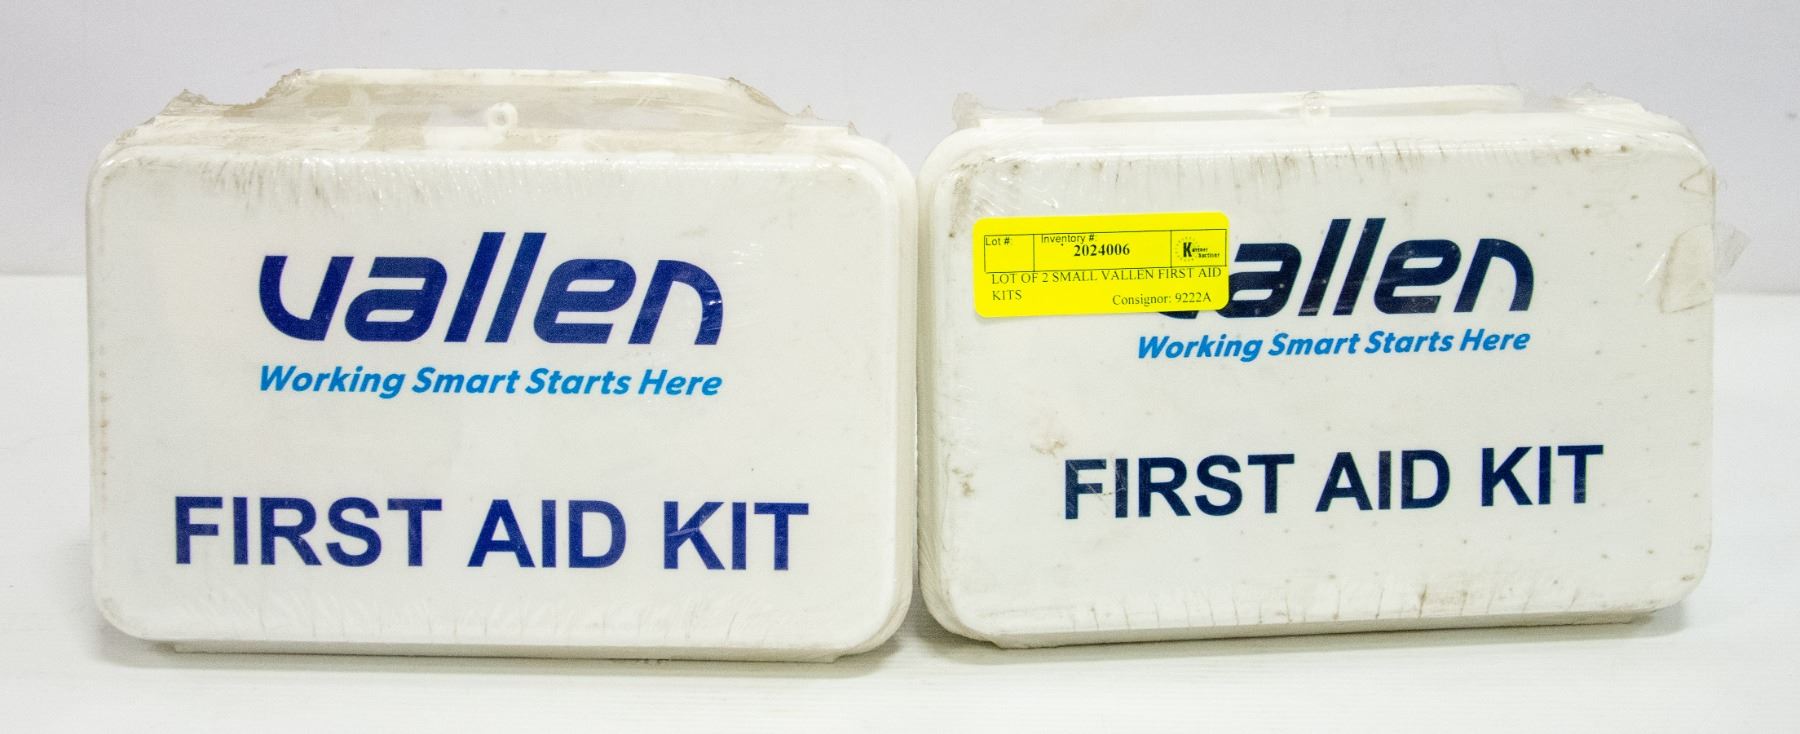 vallen
Working Smart Starts Here
FIRST AID KIT
Lot #: Inventory #:
2024006
LOT OF 2 SMALL VALLEN FIRST AID
KITS Consignor: 9222A
vallen
Working Smart Starts Here
FIRST AID KIT